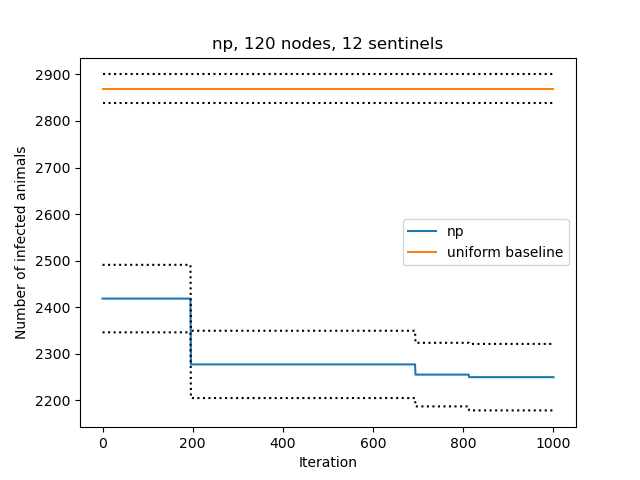 np, 120 nodes, 12 sentinels
Number of infected animals
2900
2800
2700
2600
2500
2400
2300
2200
np
uniform baseline
0 200 400 600 800 1000
Iteration